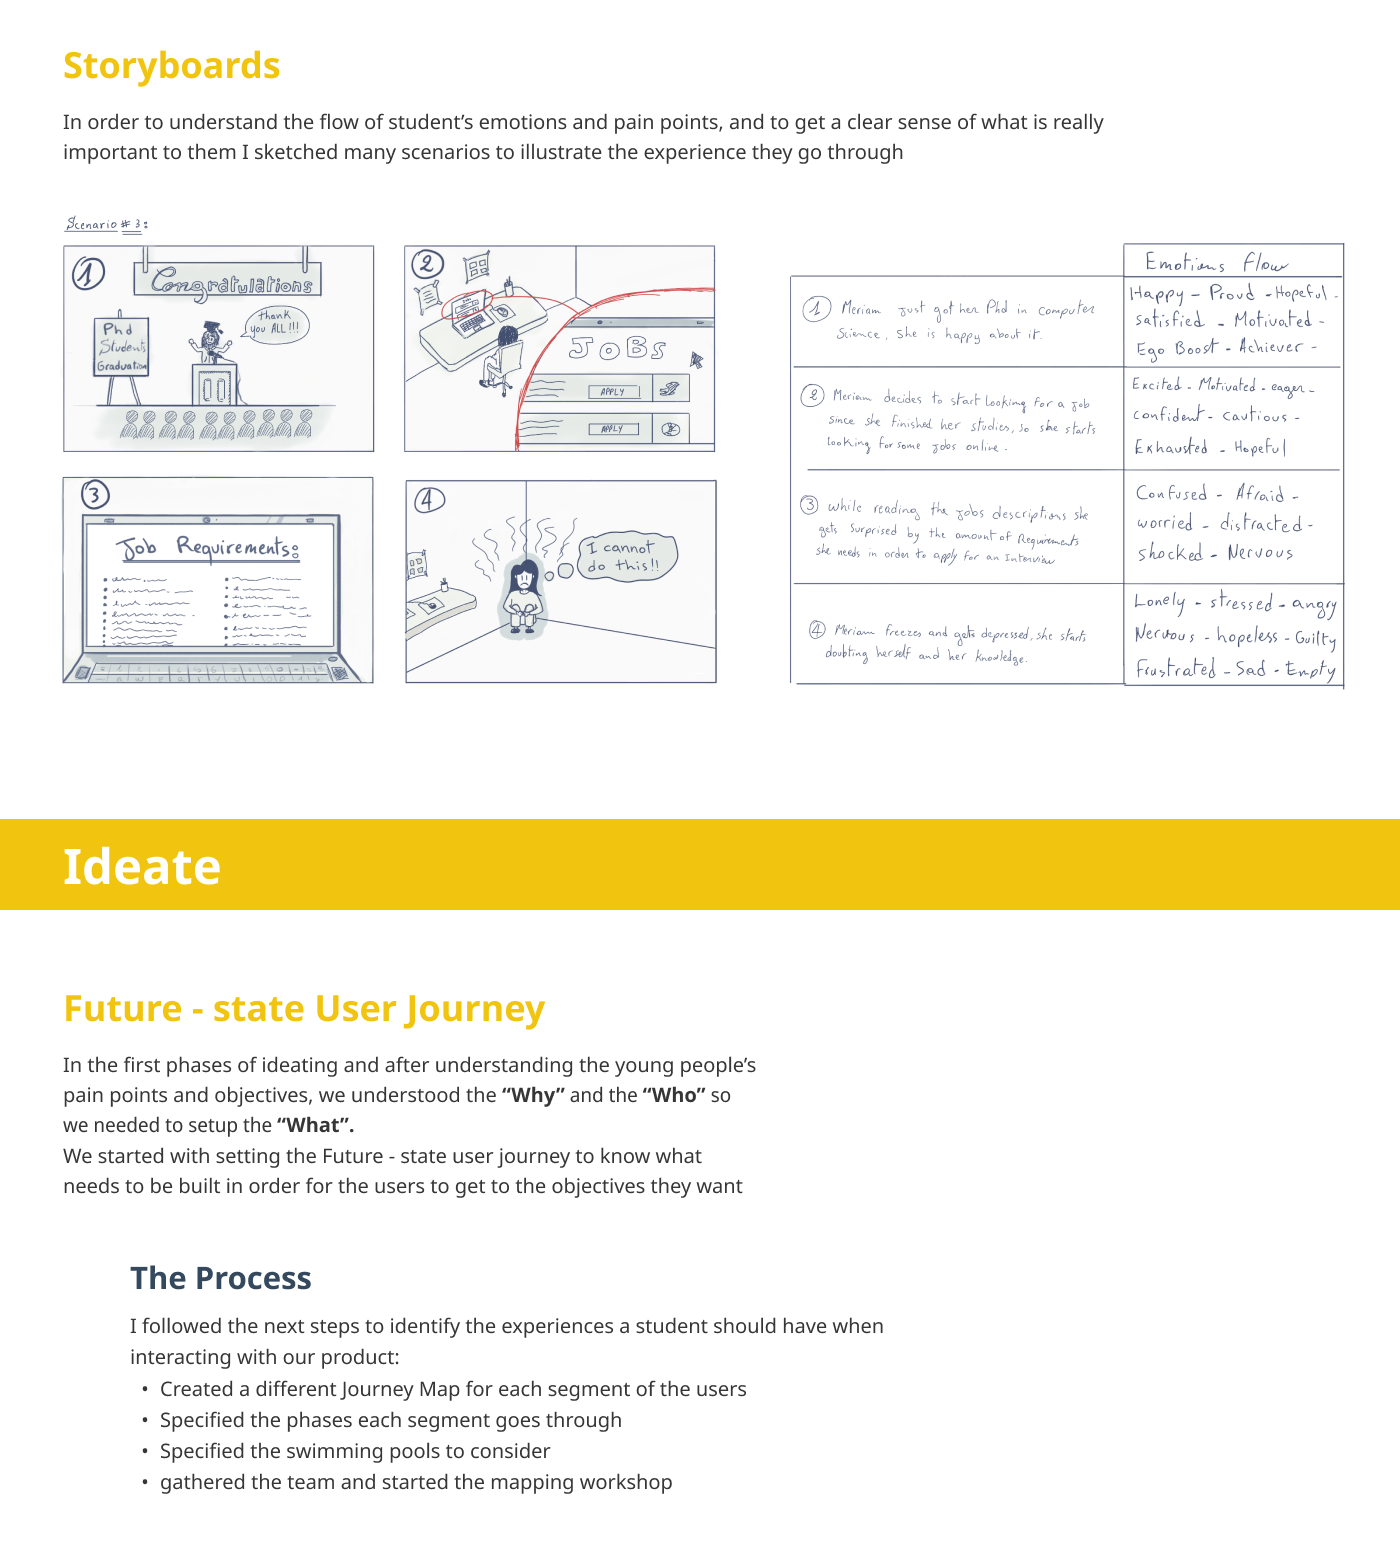 Storyboards
In order to understand the flow of student’s emotions and pain points, and to get a clear sense of what is really
important to them I sketched many scenarios to illustrate the experience they go through
Scenario # 3:
1
Congratulations
Phd
Students
Graduation
thank
you ALL!!!
2
JoBs
APPLY
APPLY
3
Job Requirements:
4
I cannot
do this!!
Emotions flow
1 Meriam just got her Phd in computer
Science, She is happy about it.
Happy - Proud - Hopeful -
satisfied - Motivated -
Ego Boost - Achiever -
2 Meriam decides to start looking for a job
since she finished her studies, so she starts
looking for some jobs online.
Excited - Motivated - eager -
confident - cautious -
Exhausted - Hopeful
3 while reading the jobs descriptions she
gets surprised by the amount of Requirements
she needs in order to apply for an Interview
Confused - Afraid -
worried - distracted -
shocked - Nervous
4 Meriam freezes and gets depressed, she starts
doubting herself and her knowledge.
Lonely - stressed - angry
Nervous - hopeless - Guilty
Frustrated - Sad - Empty
Ideate
Future - state User Journey
In the first phases of ideating and after understanding the young people’s
pain points and objectives, we understood the “Why” and the “Who” so
we needed to setup the “What”.
We started with setting the Future - state user journey to know what
needs to be built in order for the users to get to the objectives they want
The Process
I followed the next steps to identify the experiences a student should have when
interacting with our product:
• Created a different Journey Map for each segment of the users
• Specified the phases each segment goes through
• Specified the swimming pools to consider
• gathered the team and started the mapping workshop